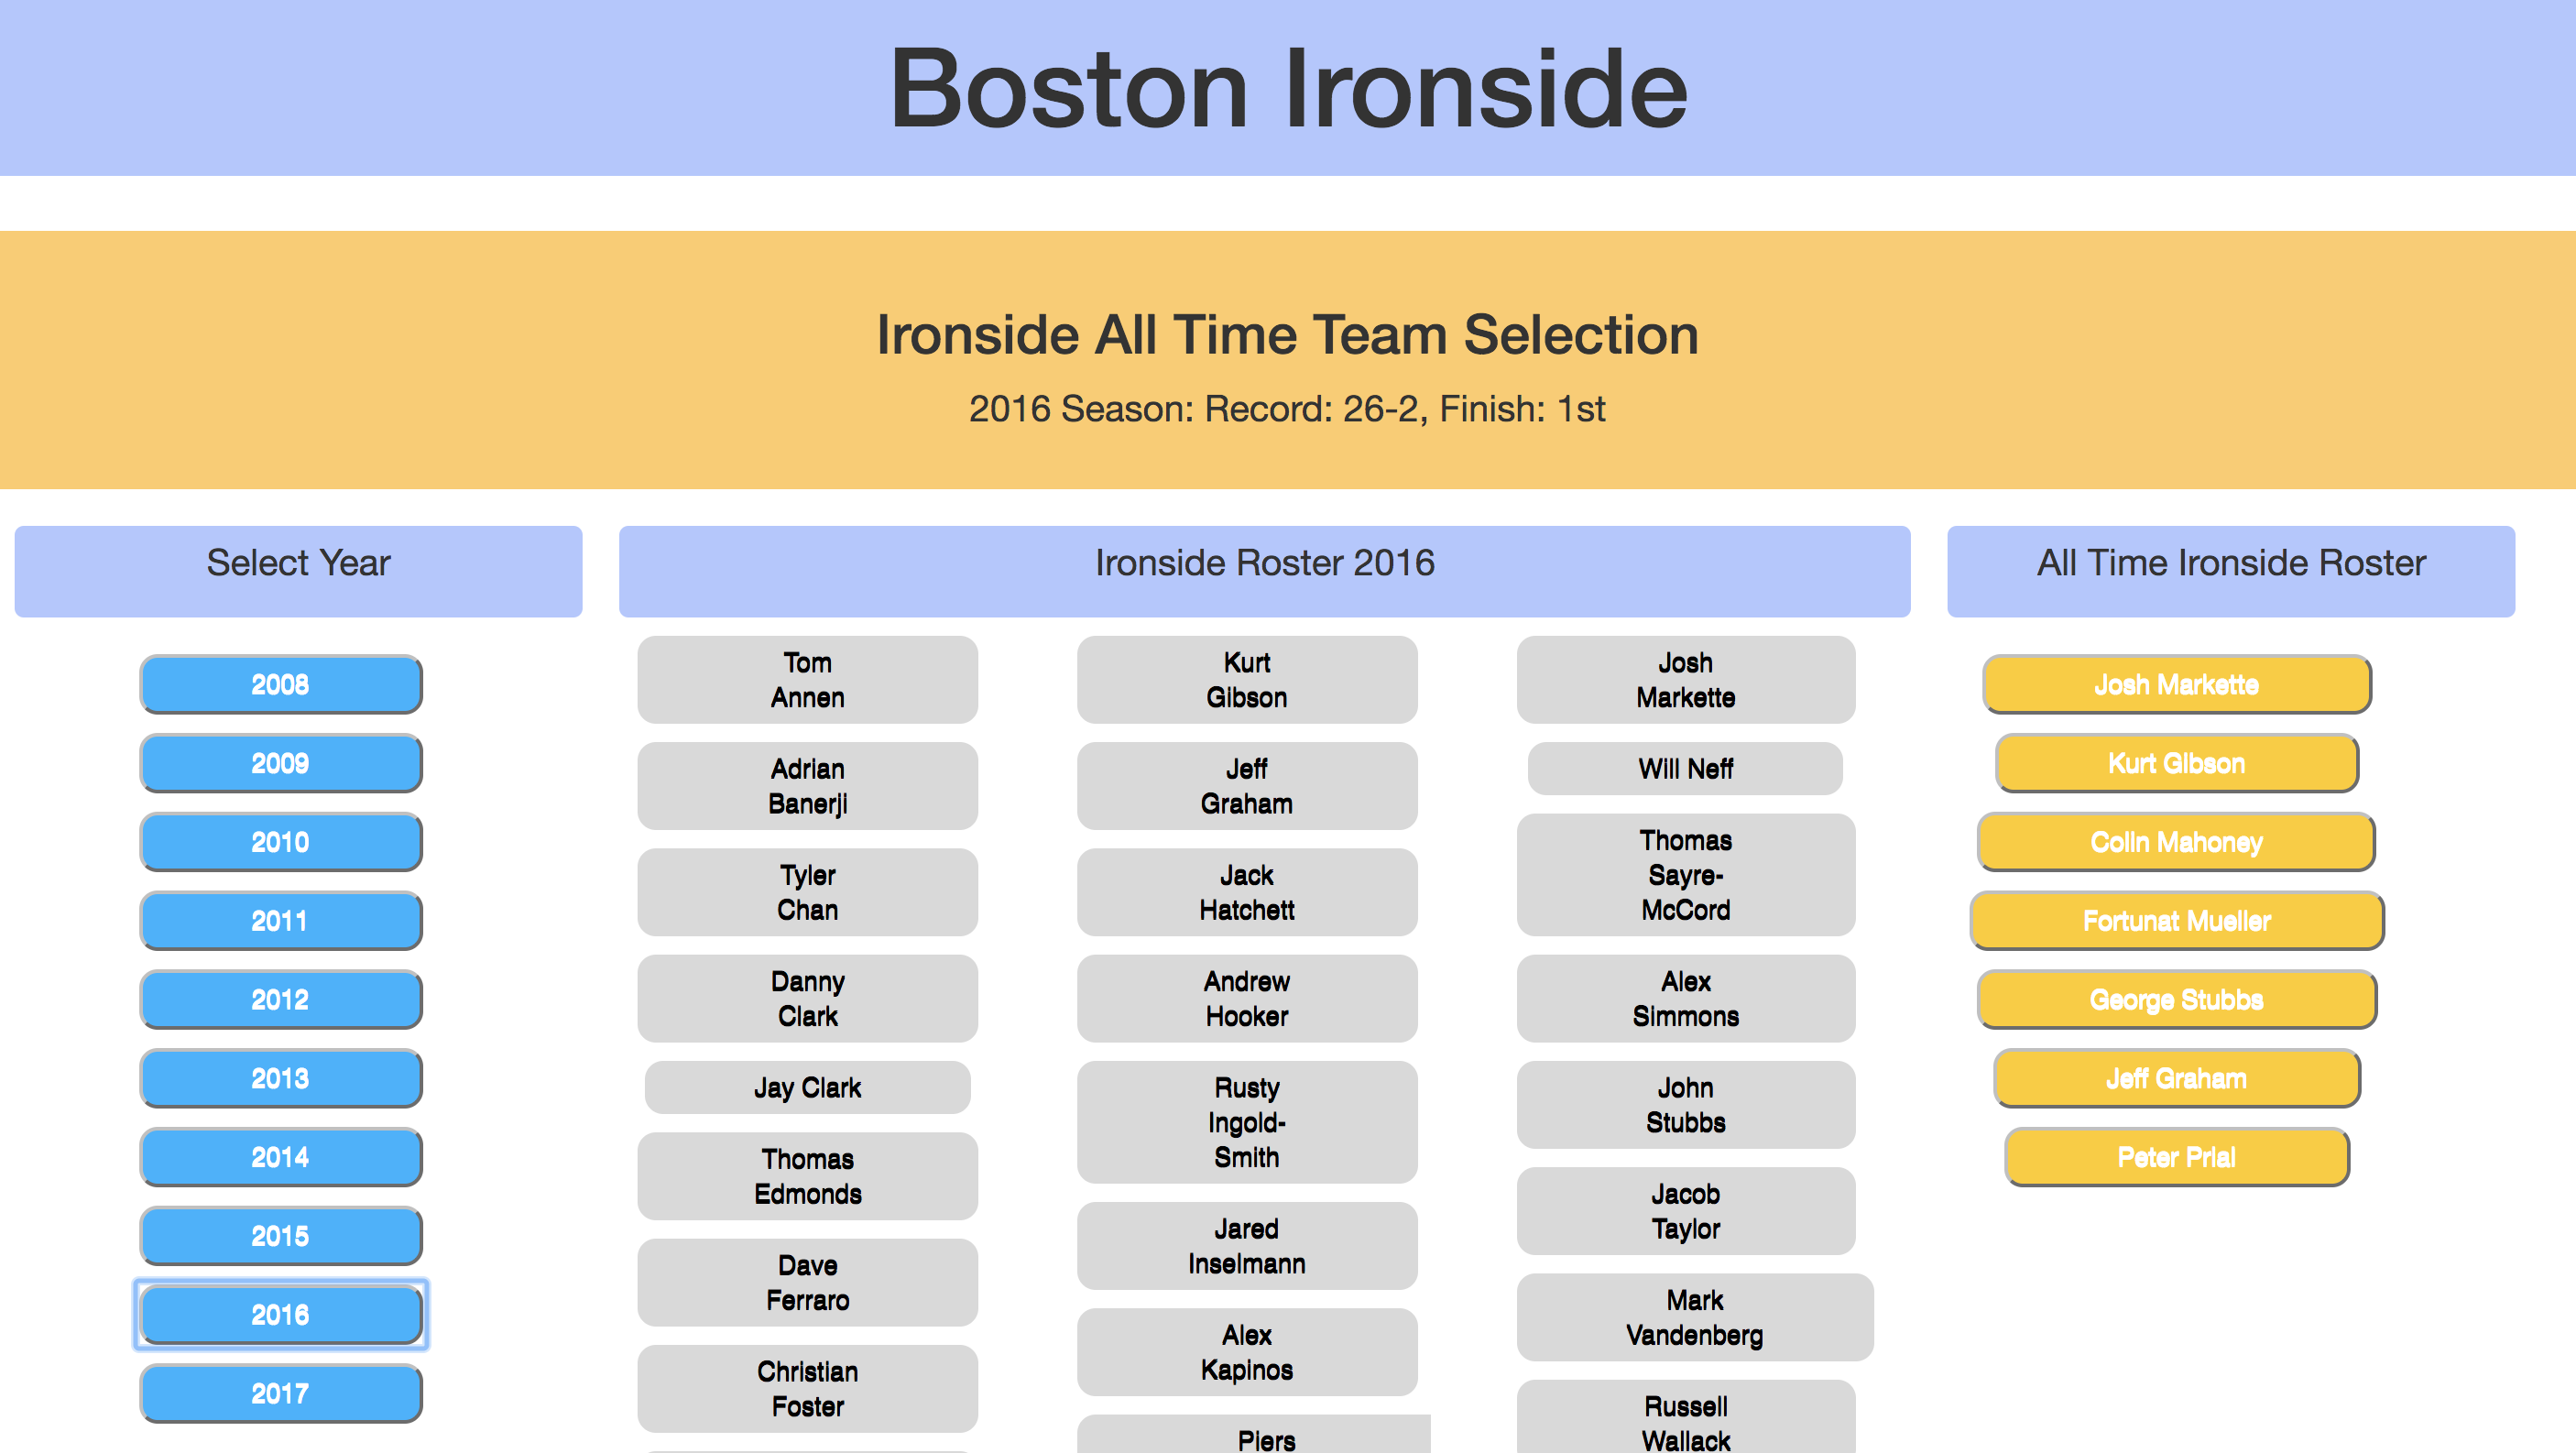 Boston Ironside
Ironside All Time Team Selection
2016 Season: Record: 26-2, Finish: 1st
Select Year
2008
2009
2010
2011
2012
2013
2014
2015
2016
2017
Ironside Roster 2016
Tom
Annen
Adrian
Banerji
Tyler
Chan
Danny
Clark
Jay Clark
Thomas
Edmonds
Dave
Ferraro
Christian
Foster
Kurt
Gibson
Jeff
Graham
Jack
Hatchett
Andrew
Hooker
Rusty
Ingold-
Smith
Jared
Inselmann
Alex
Kapinos
Piers
Josh
Markette
Will Neff
Thomas
Sayre-
McCord
Alex
Simmons
John
Stubbs
Jacob
Taylor
Mark
Vandenberg
Russell
Wallack
All Time Ironside Roster
Josh Markette
Kurt Gibson
Colin Mahoney
Fortunat Mueller
George Stubbs
Jeff Graham
Peter Prial